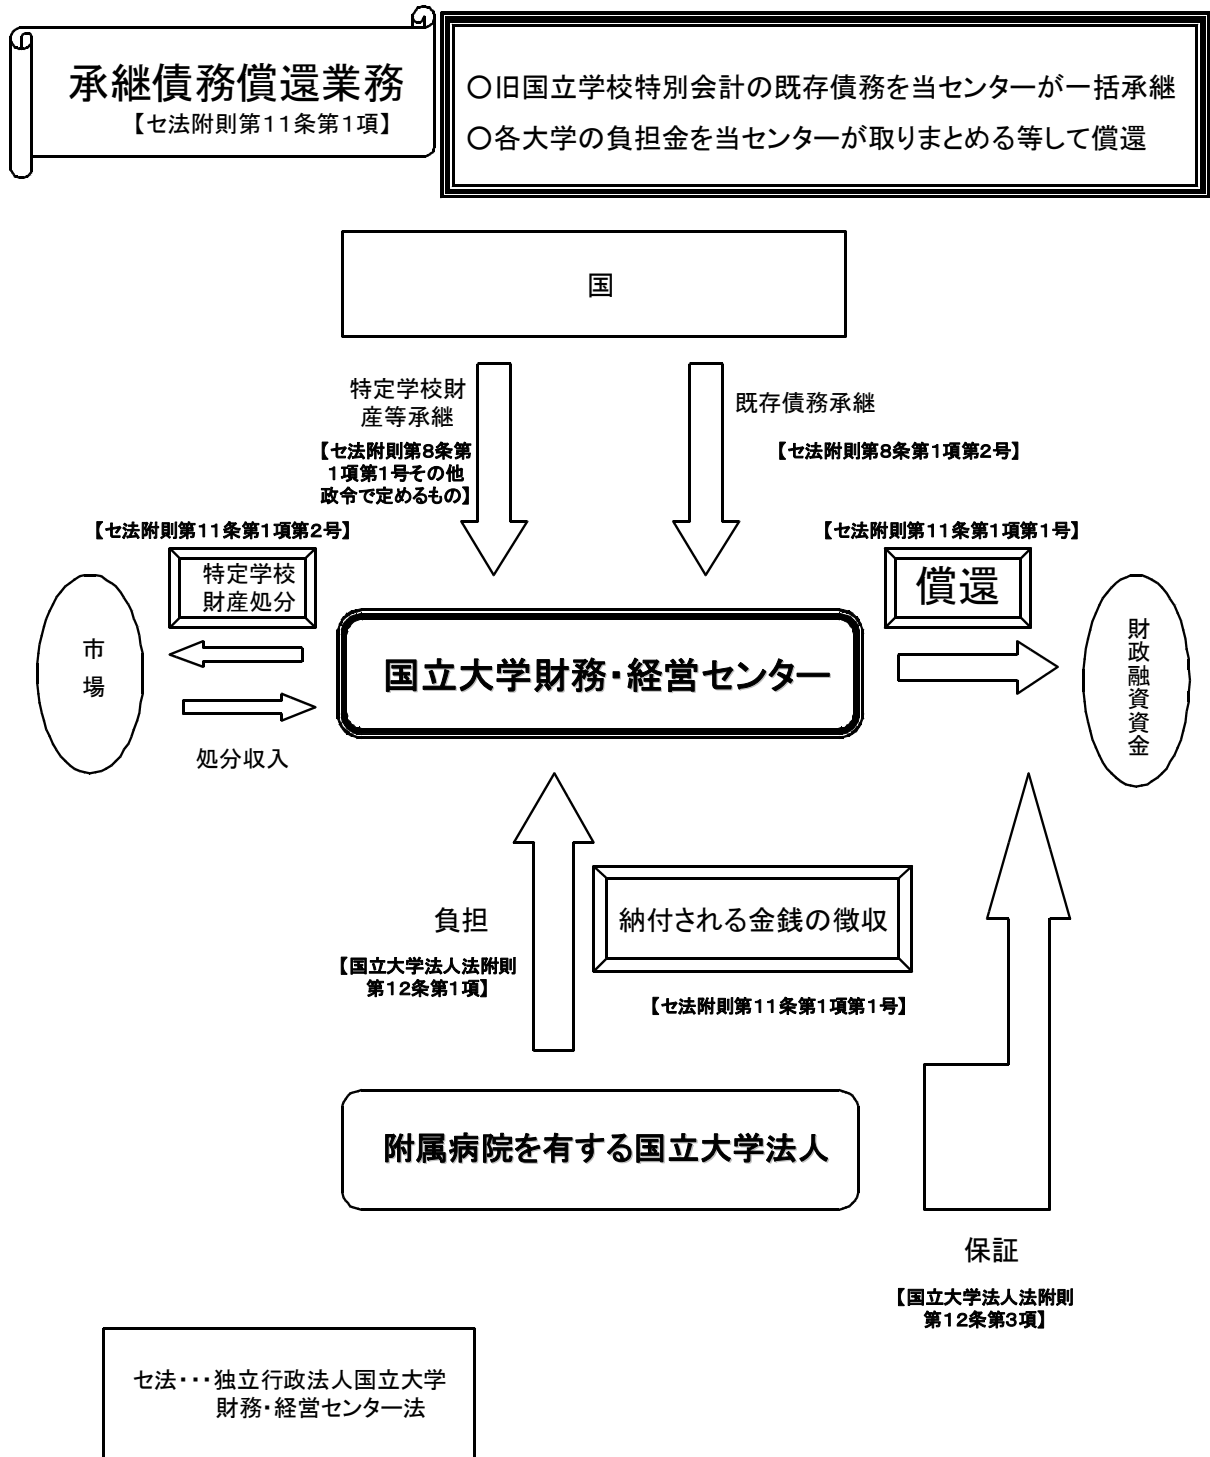 承継債務償還業務
【セ法附則第11条第1項】
〇旧国立学校特別会計の既存債務を当センターが一括承継
〇各大学の負担金を当センターが取りまとめる等して償還
国
特定学校財
産等承継
【セ法附則第8条第
1項第1号その他
政令で定めるもの】
既存債務承継
【セ法附則第8条第1項第2号】
【セ法附則第11条第1項第2号】
特定学校
財産処分
【セ法附則第11条第1項第1号】
償還
市場
国立大学財務・経営センター
財政融資資金
処分収入
負担
【国立大学法人法附則
第12条第1項】
納付される金銭の徴収
【セ法附則第11条第1項第1号】
附属病院を有する国立大学法人
保証
【国立大学法人法附則
第12条第3項】
セ法・・・独立行政法人国立大学
財務・経営センター法